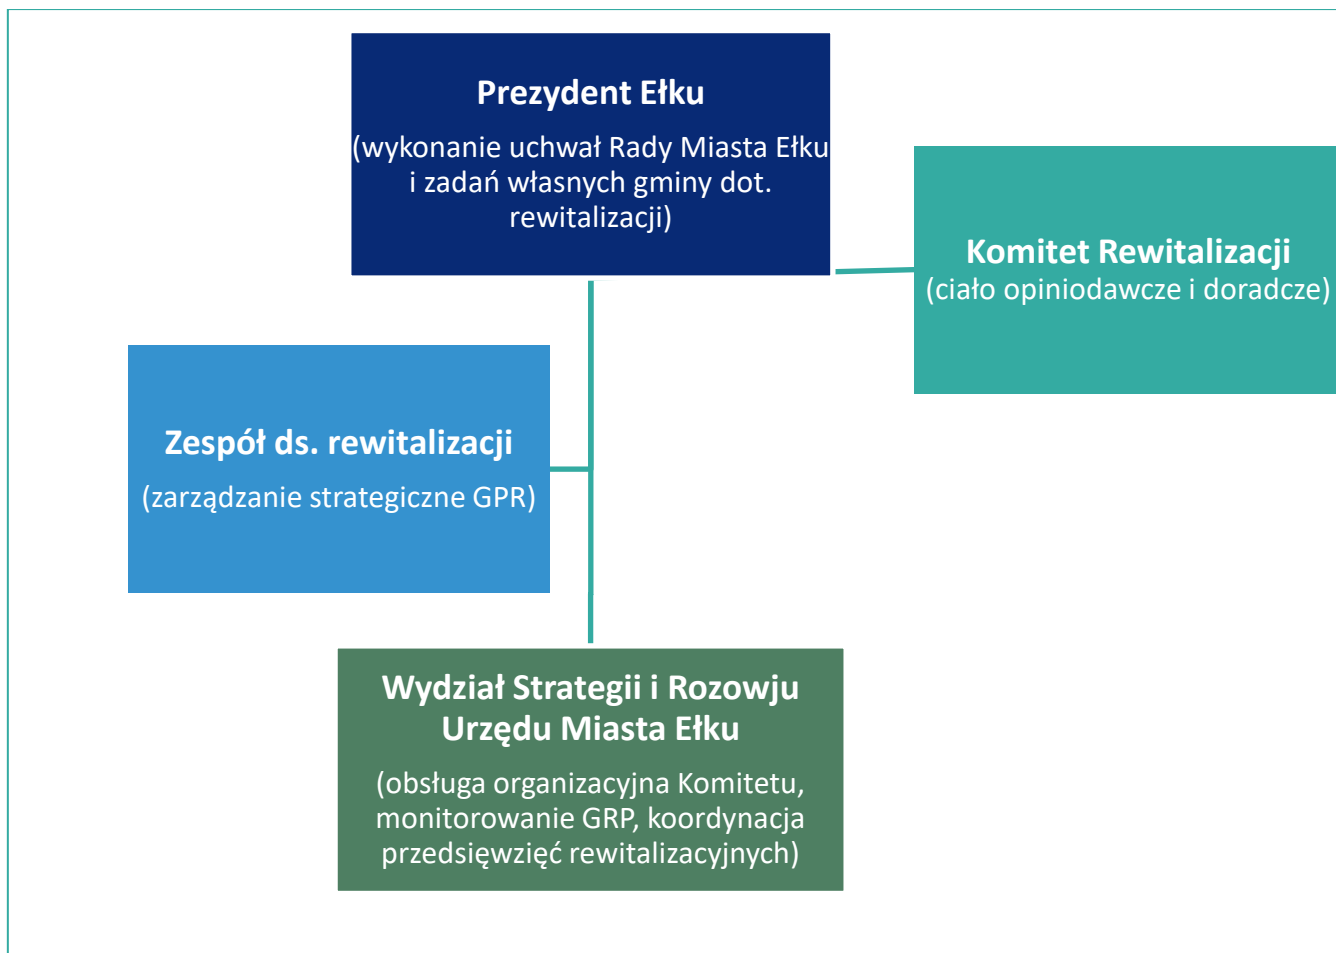 Prezydent Ełku
(wykonanie uchwał Rady Miasta Ełku
i zadań własnych gminy dot.
rewitalizacji)
Komitet Rewitalizacji
(ciało opiniodawcze i doradcze)
Zespół ds. rewitalizacji
(zarządzanie strategiczne GPR)
Wydział Strategii i Rozowju
Urzędu Miasta Ełku
(obsługa organizacyjna Komitetu,
monitorowanie GRP, koordynacja
przedsięwzięć rewitalizacyjnych)